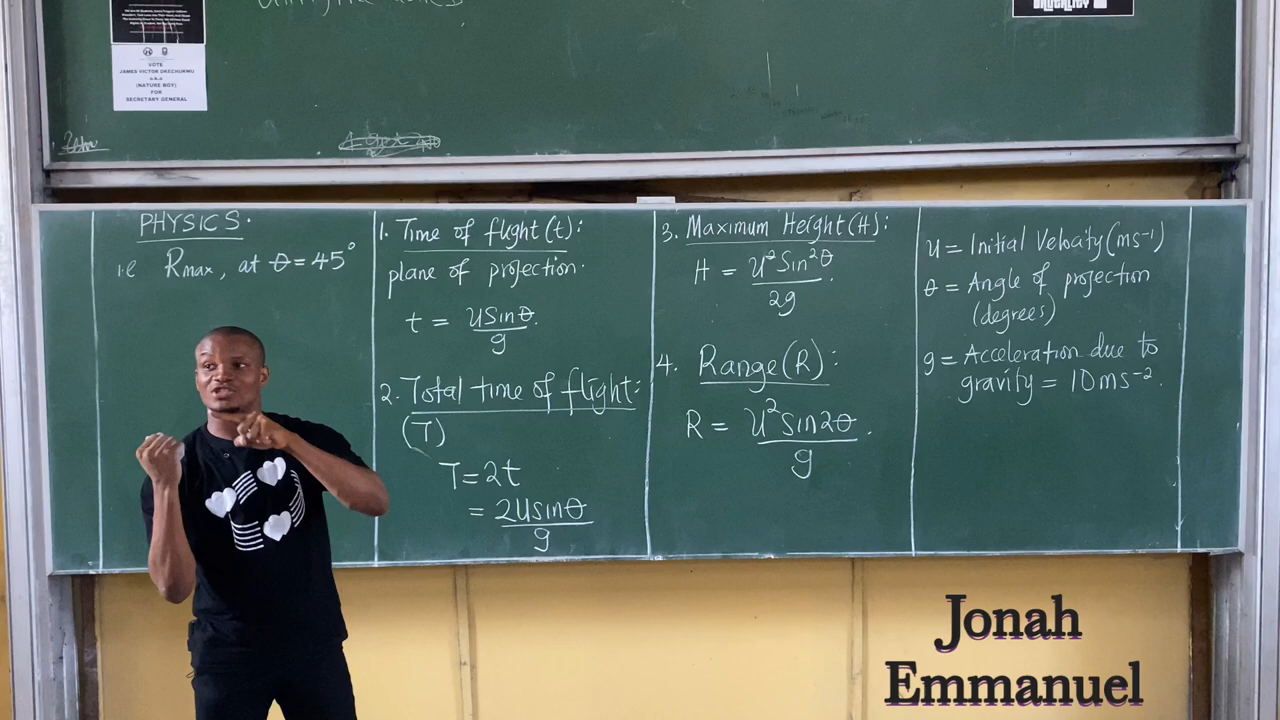 VOTE
JAMES VICTOR OKECHUKWU
a.k.a
(NATURE BOY)
FOR
SECRETARY GENERAL
PHYSICS.
i.e Rmax, at θ = 45°
1. Time of flight (t):
plane of projection.
t = USinθ/g.
2. Total time of flight:
(T)
T = 2t
= 2Usinθ/g
3. Maximum Height (H):
H = U²Sin²θ/2g.
4. Range (R):
R = U²Sin2θ/g.
u = Initial Velocity (ms⁻¹)
θ = Angle of projection
(degrees)
g = Acceleration due to
gravity = 10ms⁻².
Jonah
Emmanuel